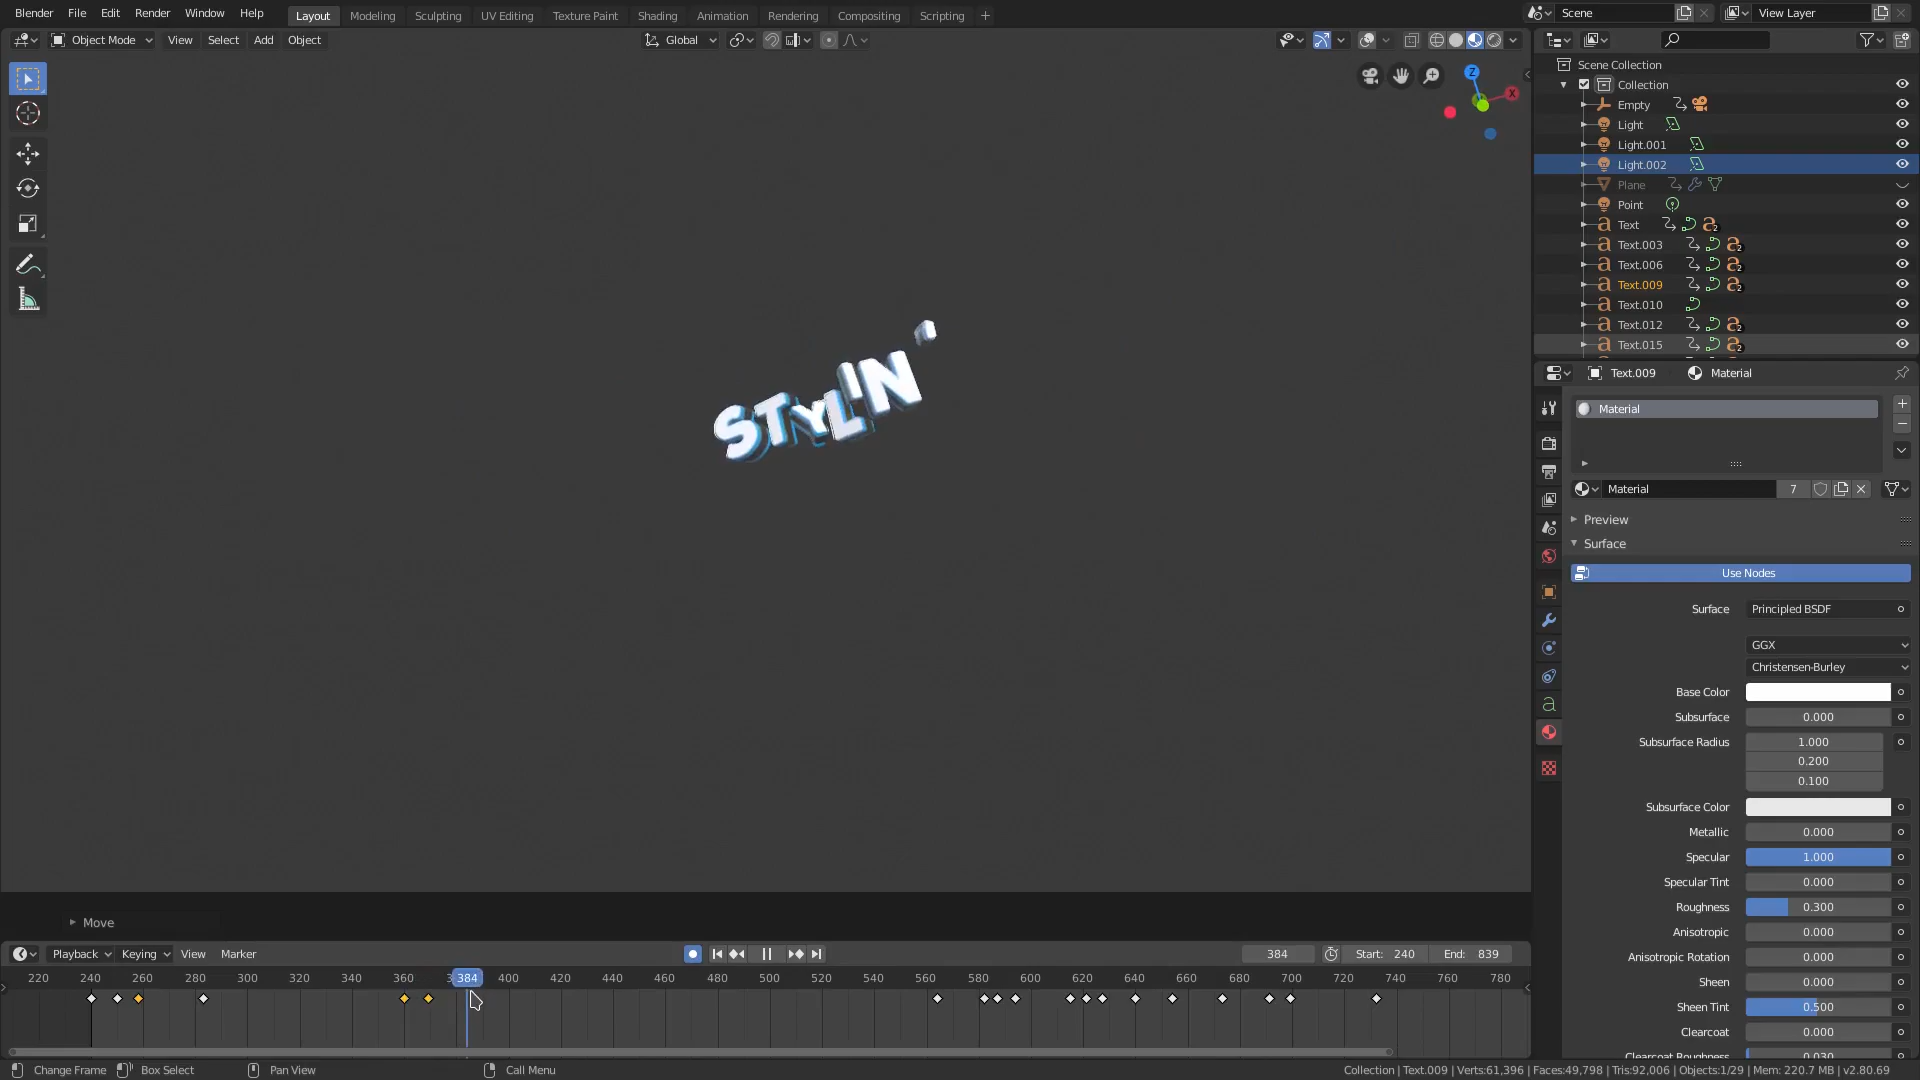 Blender File Edit Render Window Help Layout Modeling Sculpting UV Editing Texture Paint Shading Animation Rendering Compositing Scripting + Scene View Layer
Object Mode View Select Add Object Global
Scene Collection
Collection
Empty
Light
Light.001
Light.002
Plane
Point
Text
Text.003
Text.006
Text.009
Text.010
Text.012
Text.015
Z
X
STYLIN'
Text.009 Material
Material
Material 7
Preview
Surface
Use Nodes
Surface Principled BSDF
GGX
Christensen-Burley
Base Color
Subsurface 0.000
Subsurface Radius 1.000
0.200
0.100
Subsurface Color
Metallic 0.000
Specular 1.000
Specular Tint 0.000
Roughness 0.300
Anisotropic 0.000
Anisotropic Rotation 0.000
Sheen 0.000
Sheen Tint 0.500
Clearcoat 0.000
Clearcoat Roughness 0.030
Move
Playback Keying View Marker 384 Start: 240 End: 839
220 240 260 280 300 320 340 360 384 400 420 440 460 480 500 520 540 560 580 600 620 640 660 680 700 720 740 760 780
Change Frame Box Select Pan View Call Menu Collection | Text.009 | Verts:61,396 | Faces:49,798 | Tris:92,006 | Objects:1/29 | Mem: 220.7 MB | v2.80.69